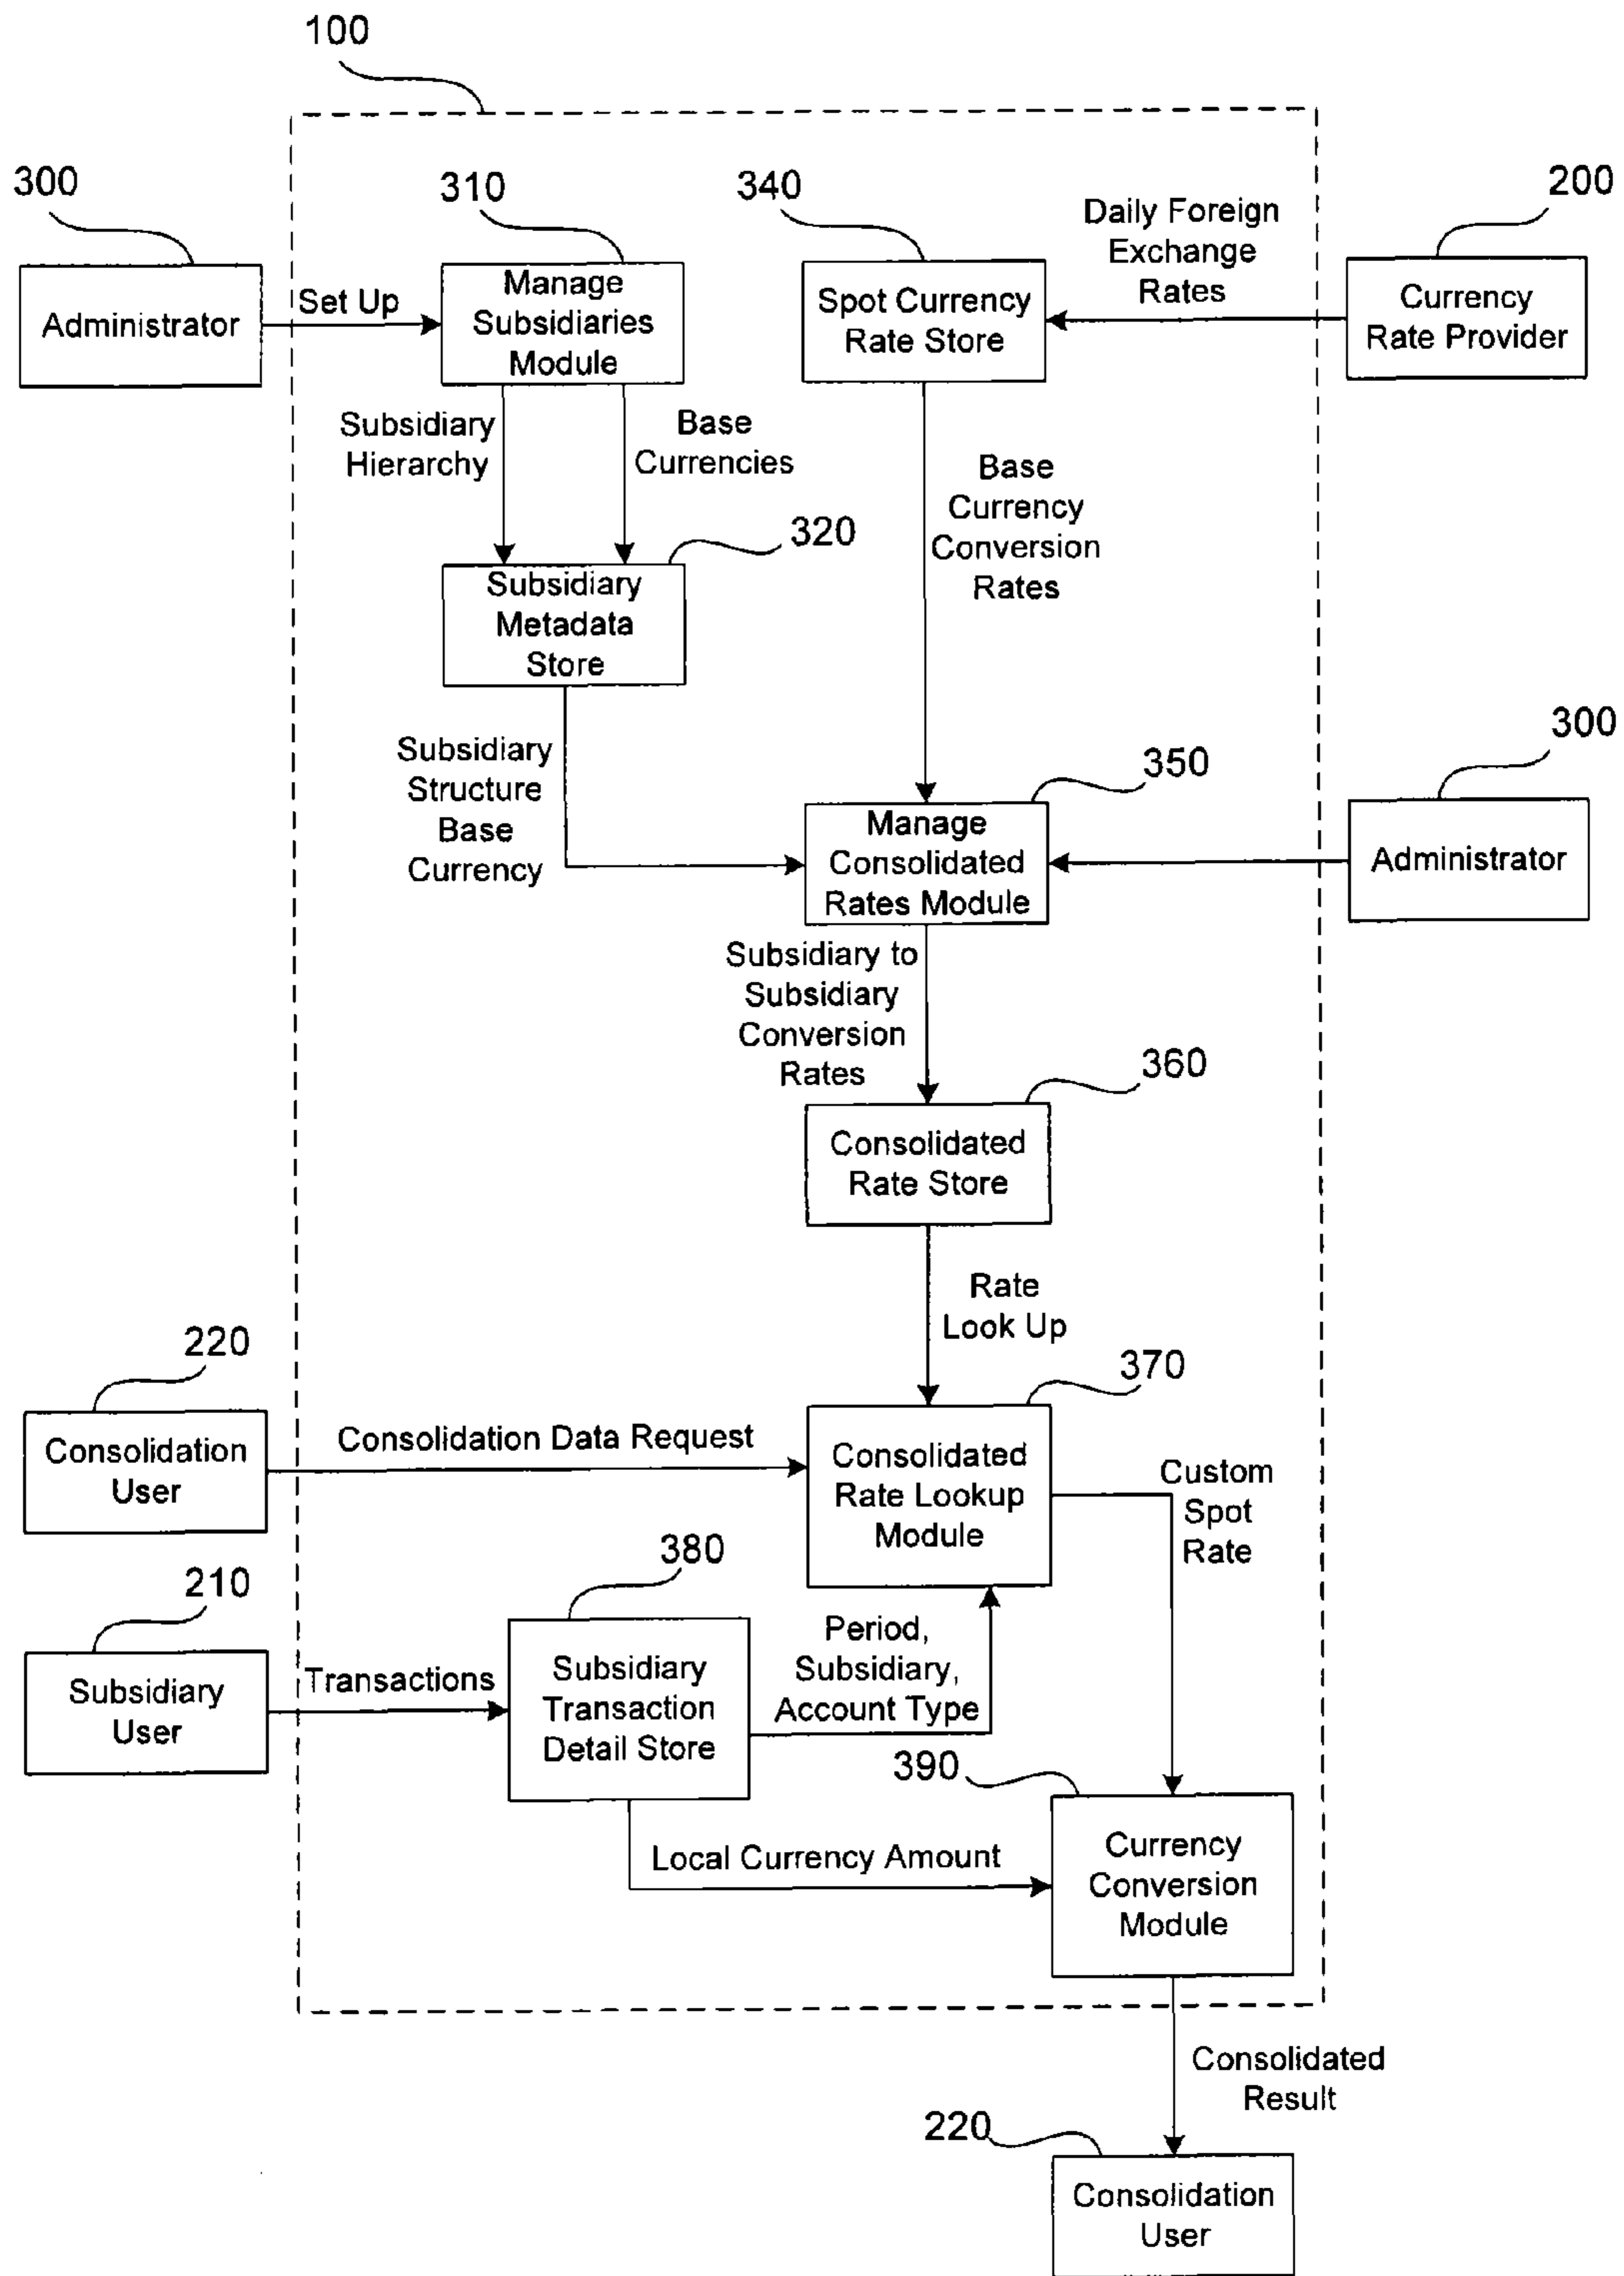 100
300
310
340
200
Daily Foreign
Exchange
Rates
Administrator
Set Up
Manage
Subsidiaries
Module
Spot Currency
Rate Store
Currency
Rate Provider
Subsidiary
Hierarchy
Base
Currencies
Base
Currency
Conversion
Rates
320
Subsidiary
Metadata
Store
Subsidiary
Structure
Base
Currency
350
300
Manage
Consolidated
Rates Module
Administrator
Subsidiary to
Subsidiary
Conversion
Rates
360
Consolidated
Rate Store
Rate
Look Up
220
370
Consolidation
User
Consolidation Data Request
Consolidated
Rate Lookup
Module
Custom
Spot
Rate
210
380
Subsidiary
User
Transactions
Subsidiary
Transaction
Detail Store
Period,
Subsidiary,
Account Type
390
Local Currency Amount
Currency
Conversion
Module
Consolidated
Result
220
Consolidation
User